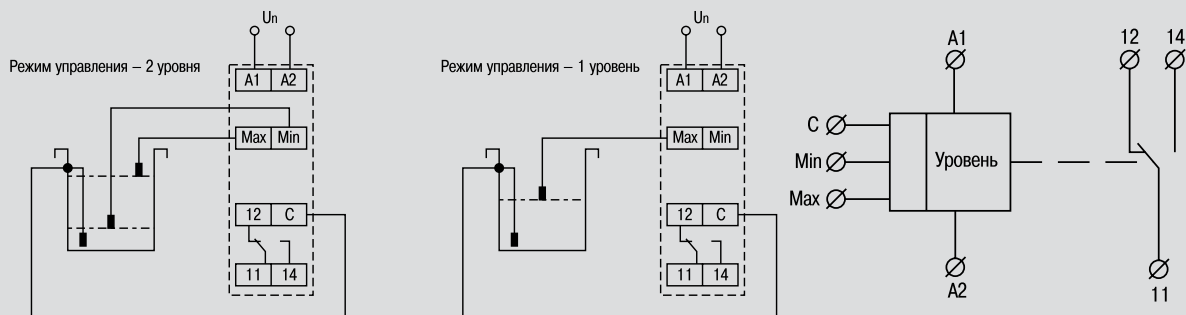 Режим управления – 2 уровня
Un
A1 A2
Max Min
12 C
11 14
Режим управления – 1 уровень
Un
A1 A2
Max Min
12 C
11 14
A1
12 14
C
Min
Max
Уровень
A2
11